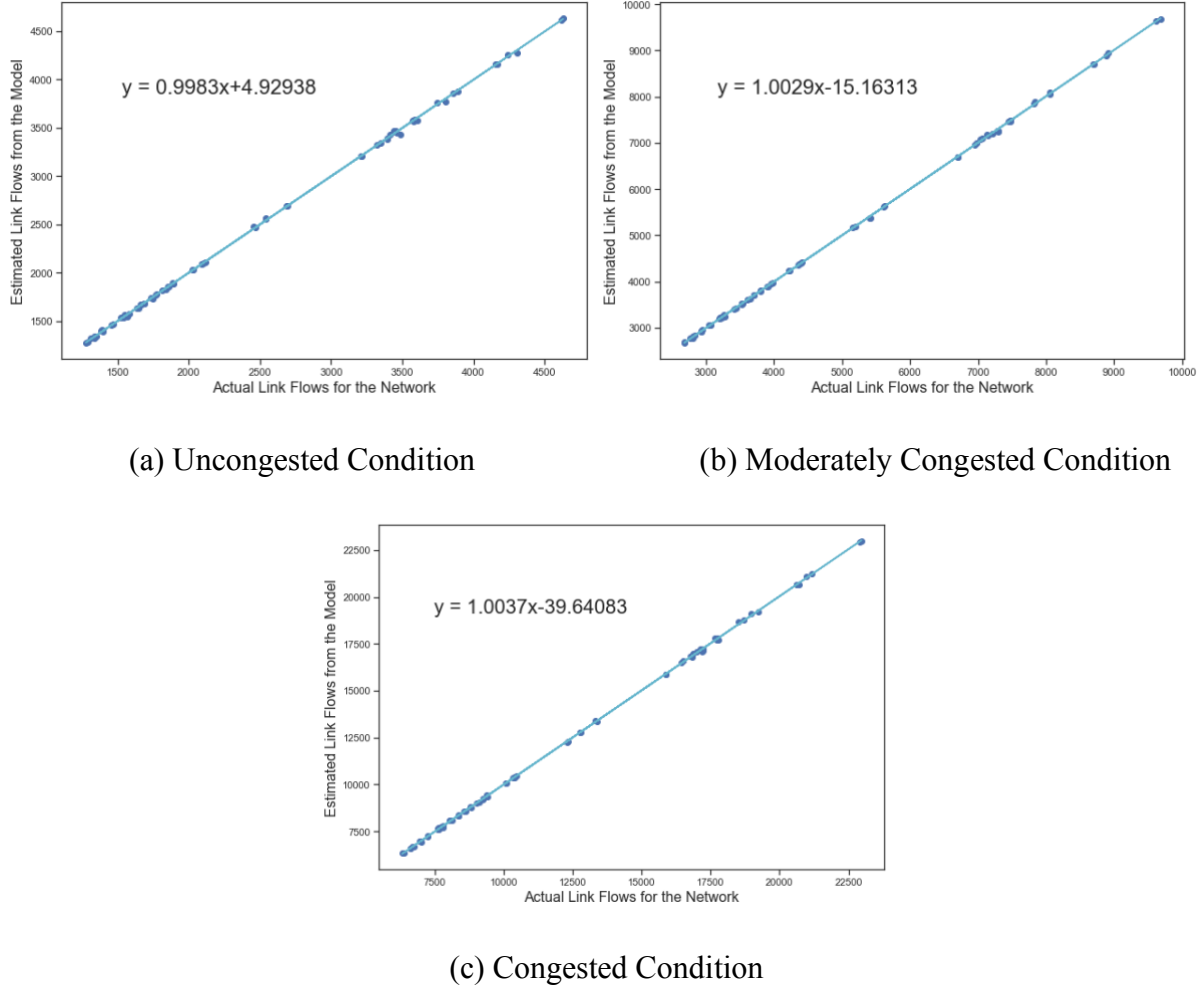 4500
4000
3500
3000
2500
2000
1500
Estimated Link Flows from the Model
y = 0.9983x+4.92938
1500 2000 2500 3000 3500 4000 4500
Actual Link Flows for the Network
(a) Uncongested Condition
10000
9000
8000
7000
6000
5000
4000
3000
Estimated Link Flows from the Model
y = 1.0029x-15.16313
3000 4000 5000 6000 7000 8000 9000 10000
Actual Link Flows for the Network
(b) Moderately Congested Condition
22500
20000
17500
15000
12500
10000
7500
Estimated Link Flows from the Model
y = 1.0037x-39.64083
7500 10000 12500 15000 17500 20000 22500
Actual Link Flows for the Network
(c) Congested Condition